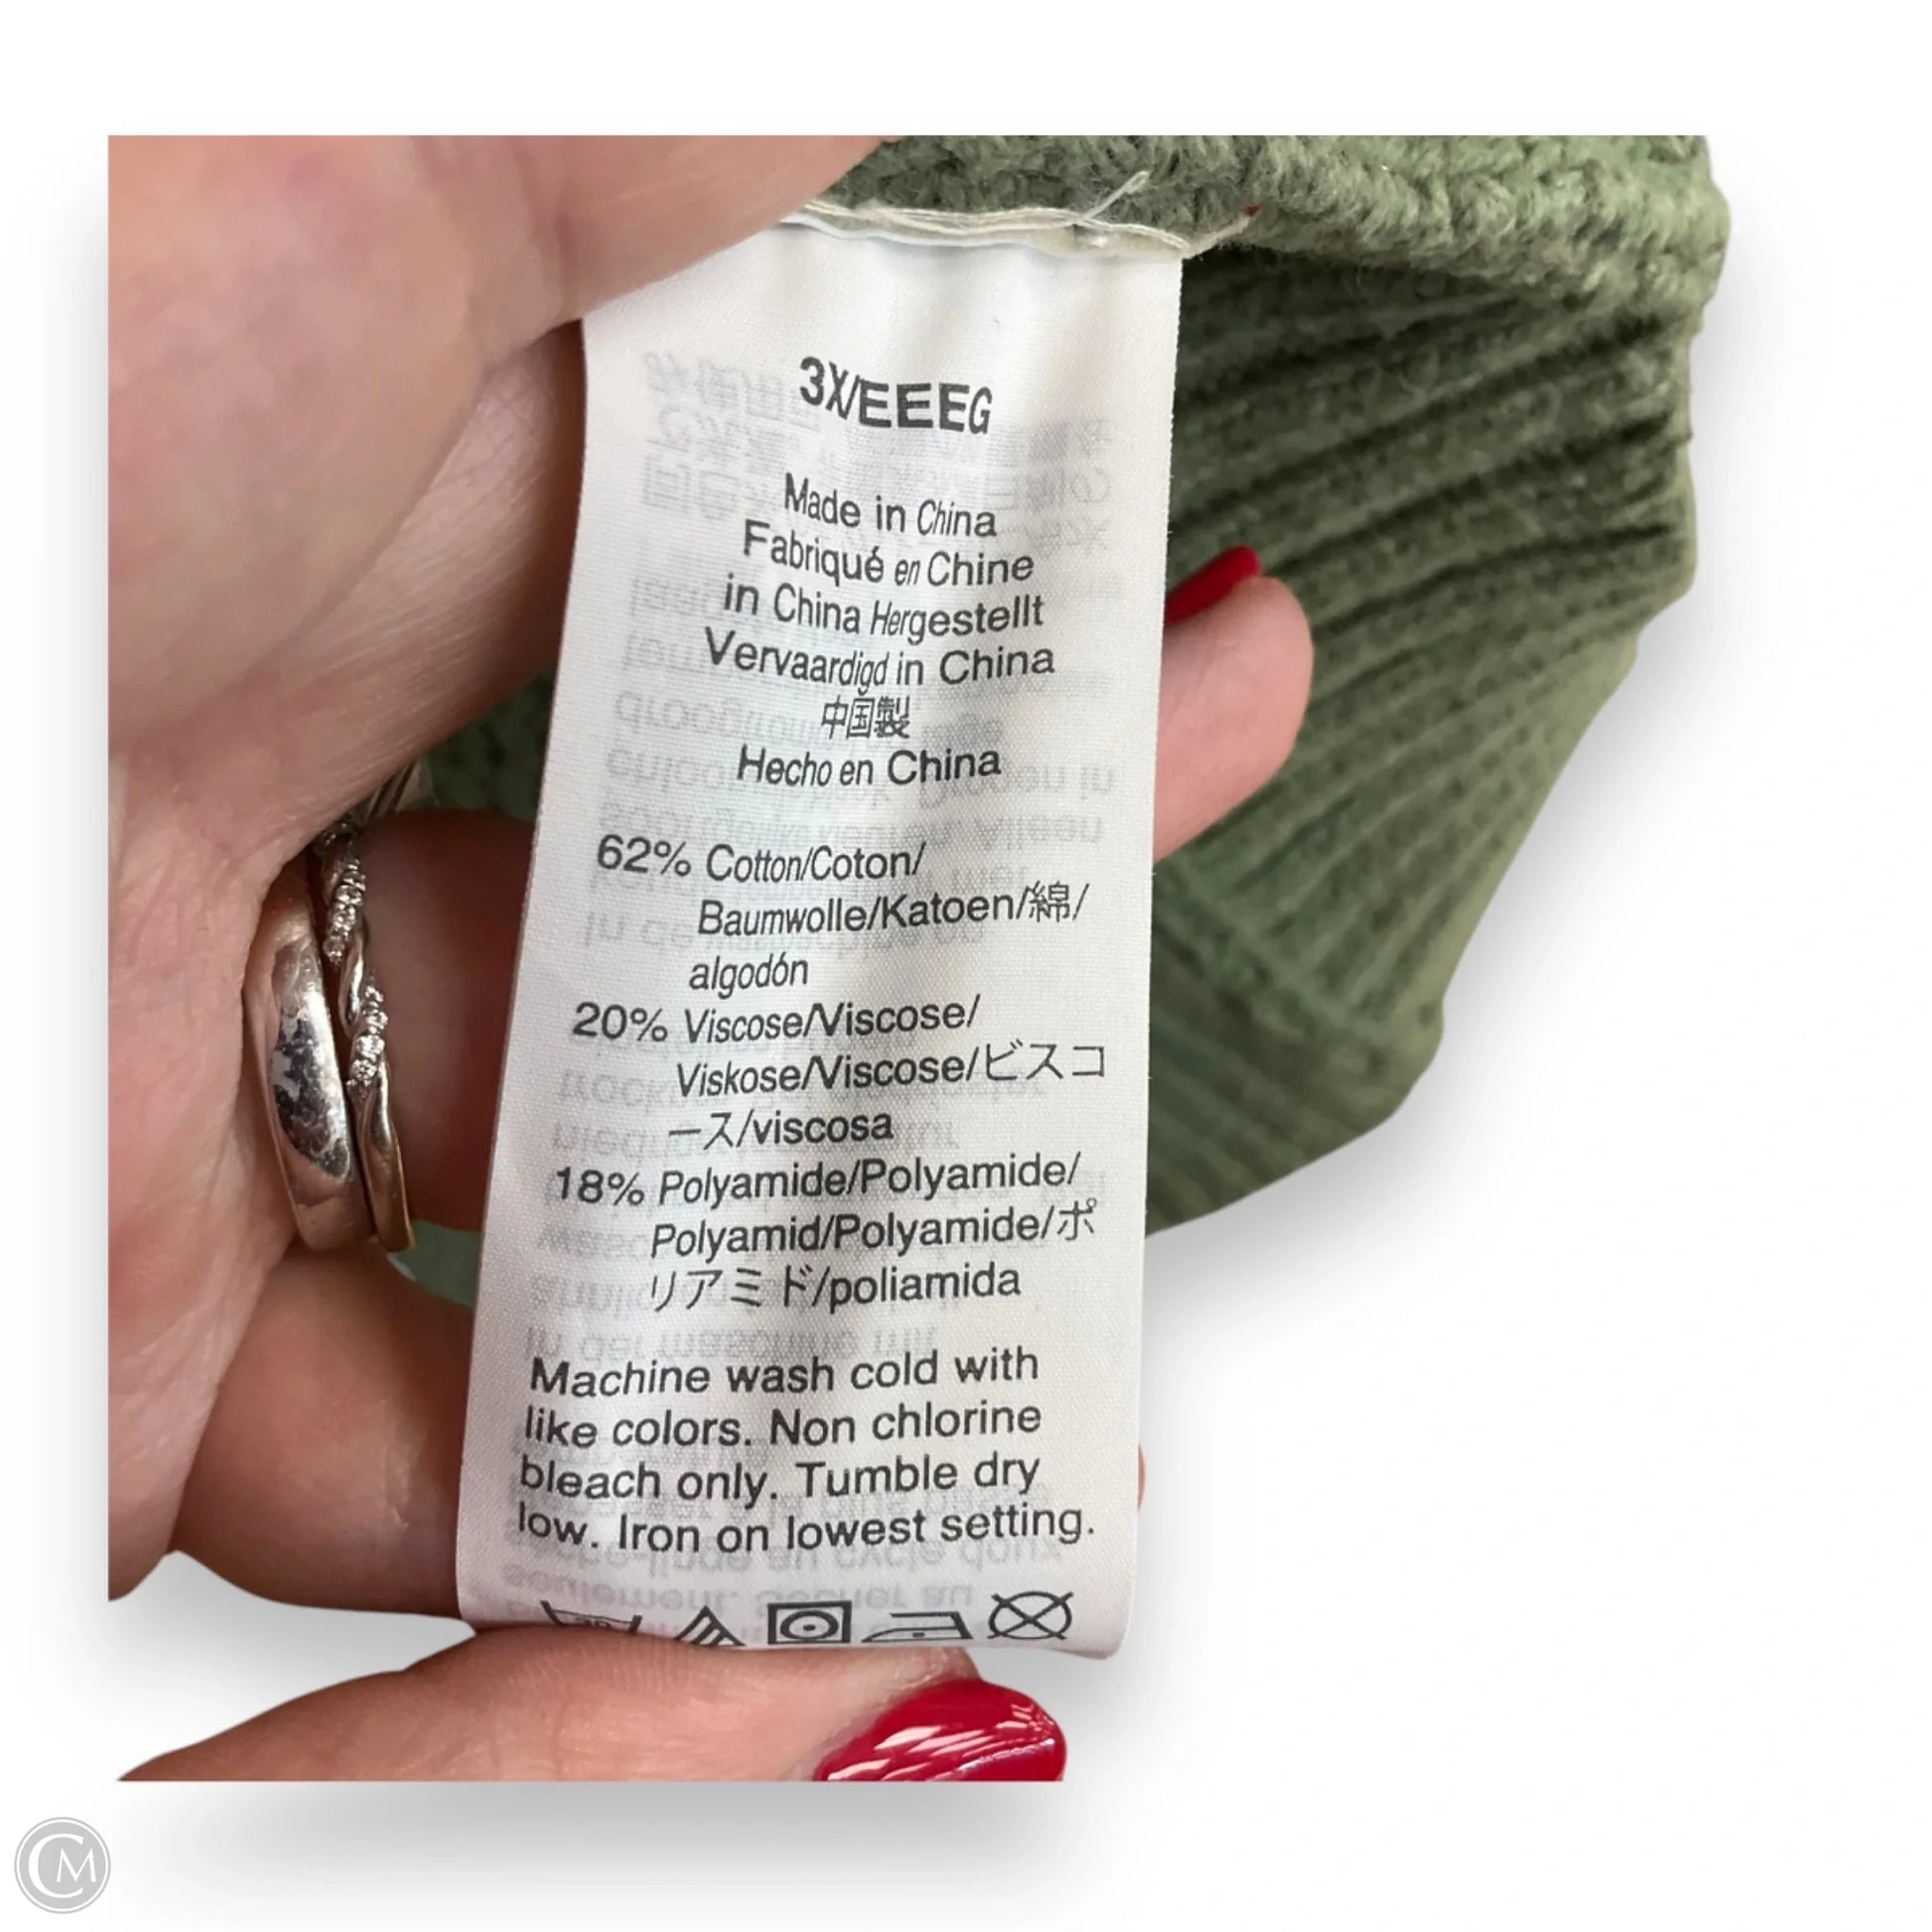 3X/EEEG
Made in China
Fabriqué en Chine
in China Hergestellt
Vervaardigd in China
中国製
Hecho en China
62% Cotton/Coton/
Baumwolle/Katoen/綿/
algodón
20% Viscose/Viscose/
Viskose/Viscose/ビスコ
ース/viscosa
18% Polyamide/Polyamide/
Polyamid/Polyamide/ポ
リアミド/poliamida
Machine wash cold with
like colors. Non chlorine
bleach only. Tumble dry
low. Iron on lowest setting.
CM